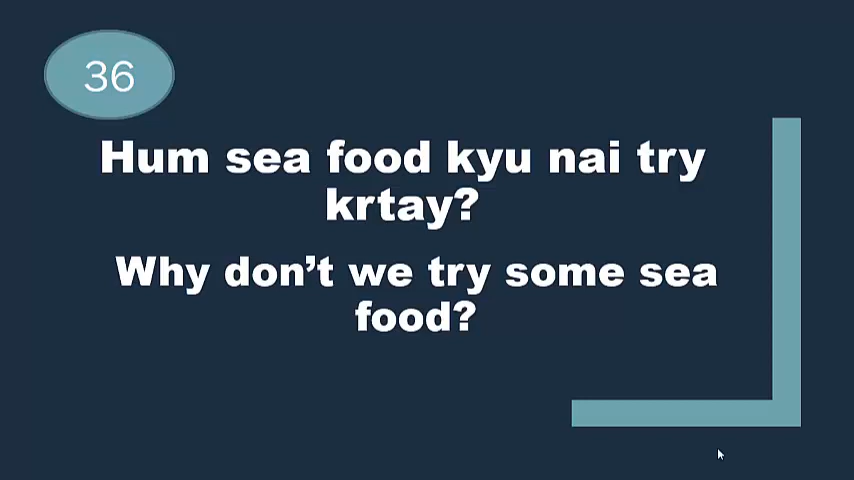 36
Hum sea food kyu nai try
krtay?
Why don’t we try some sea
food?